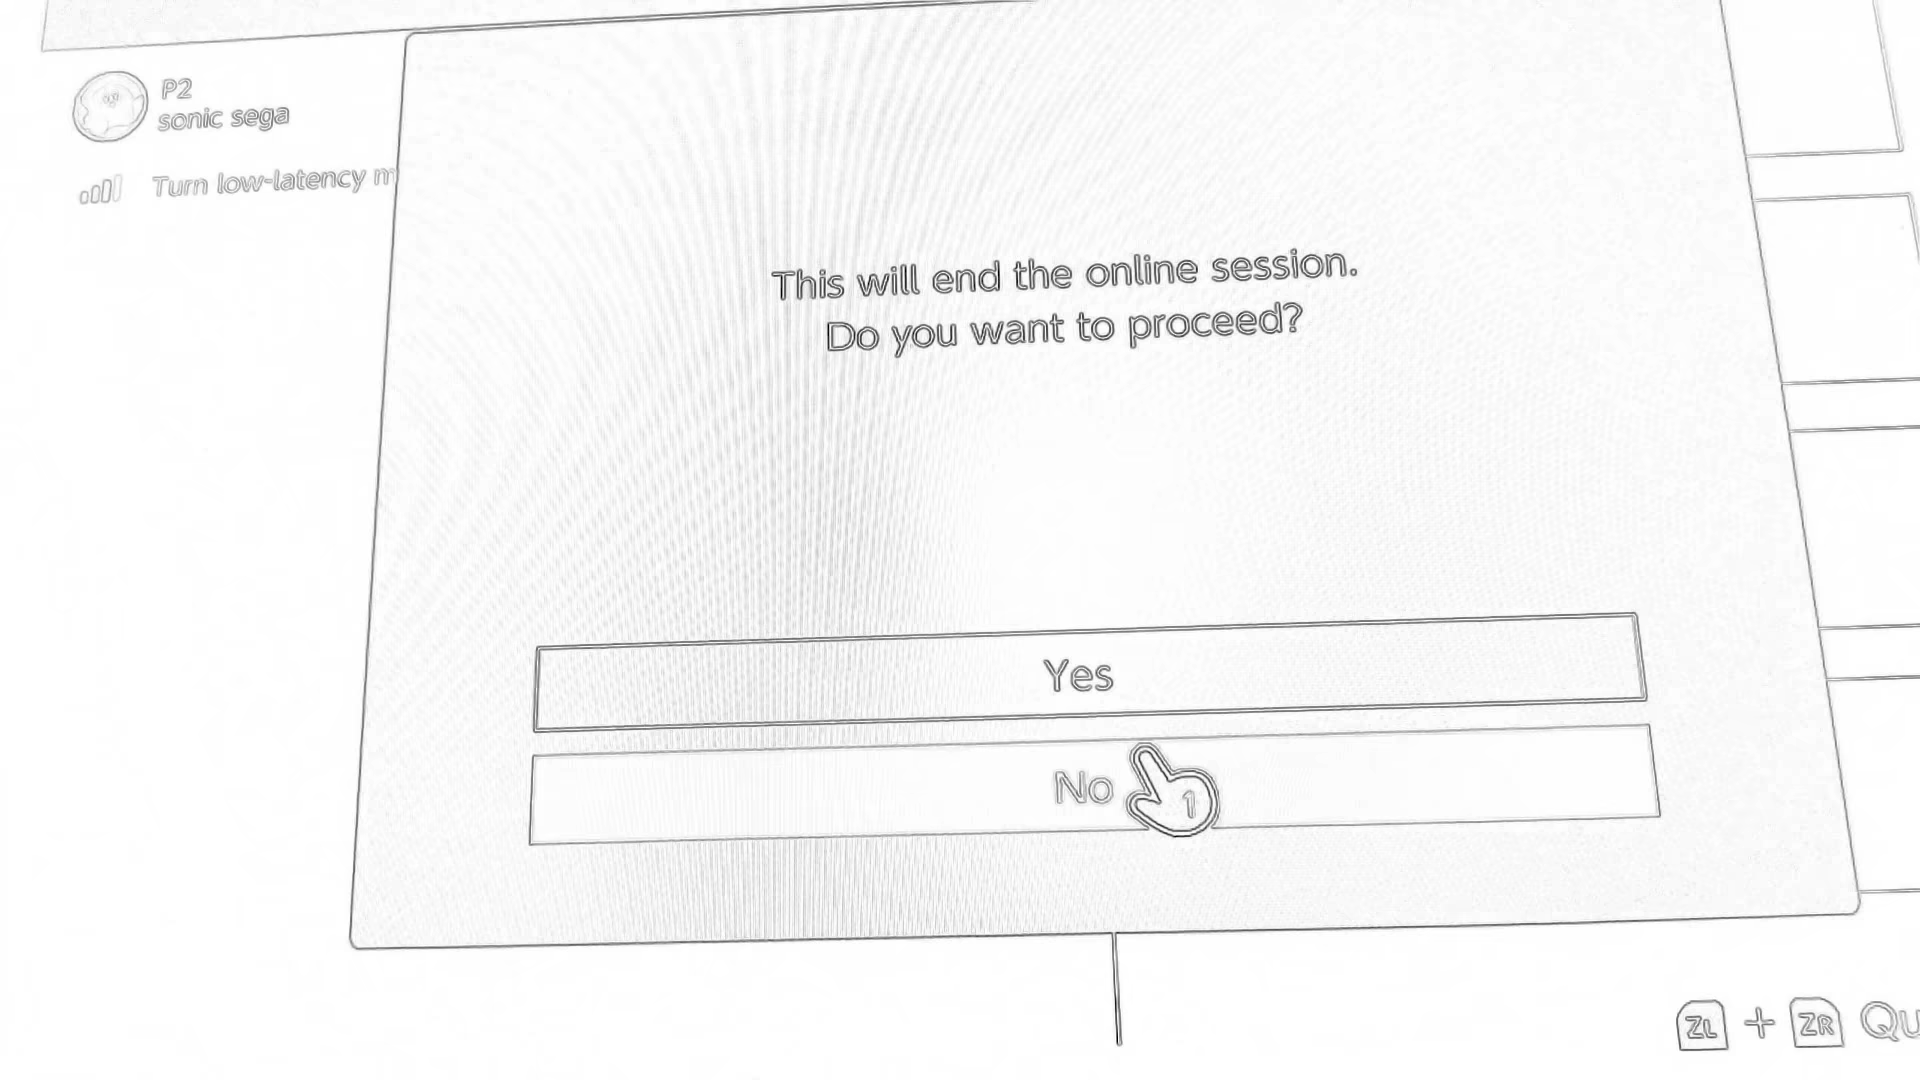 P2
sonic sega
Turn low-latency
This will end the online session.
Do you want to proceed?
Yes
No
1
ZL + ZR